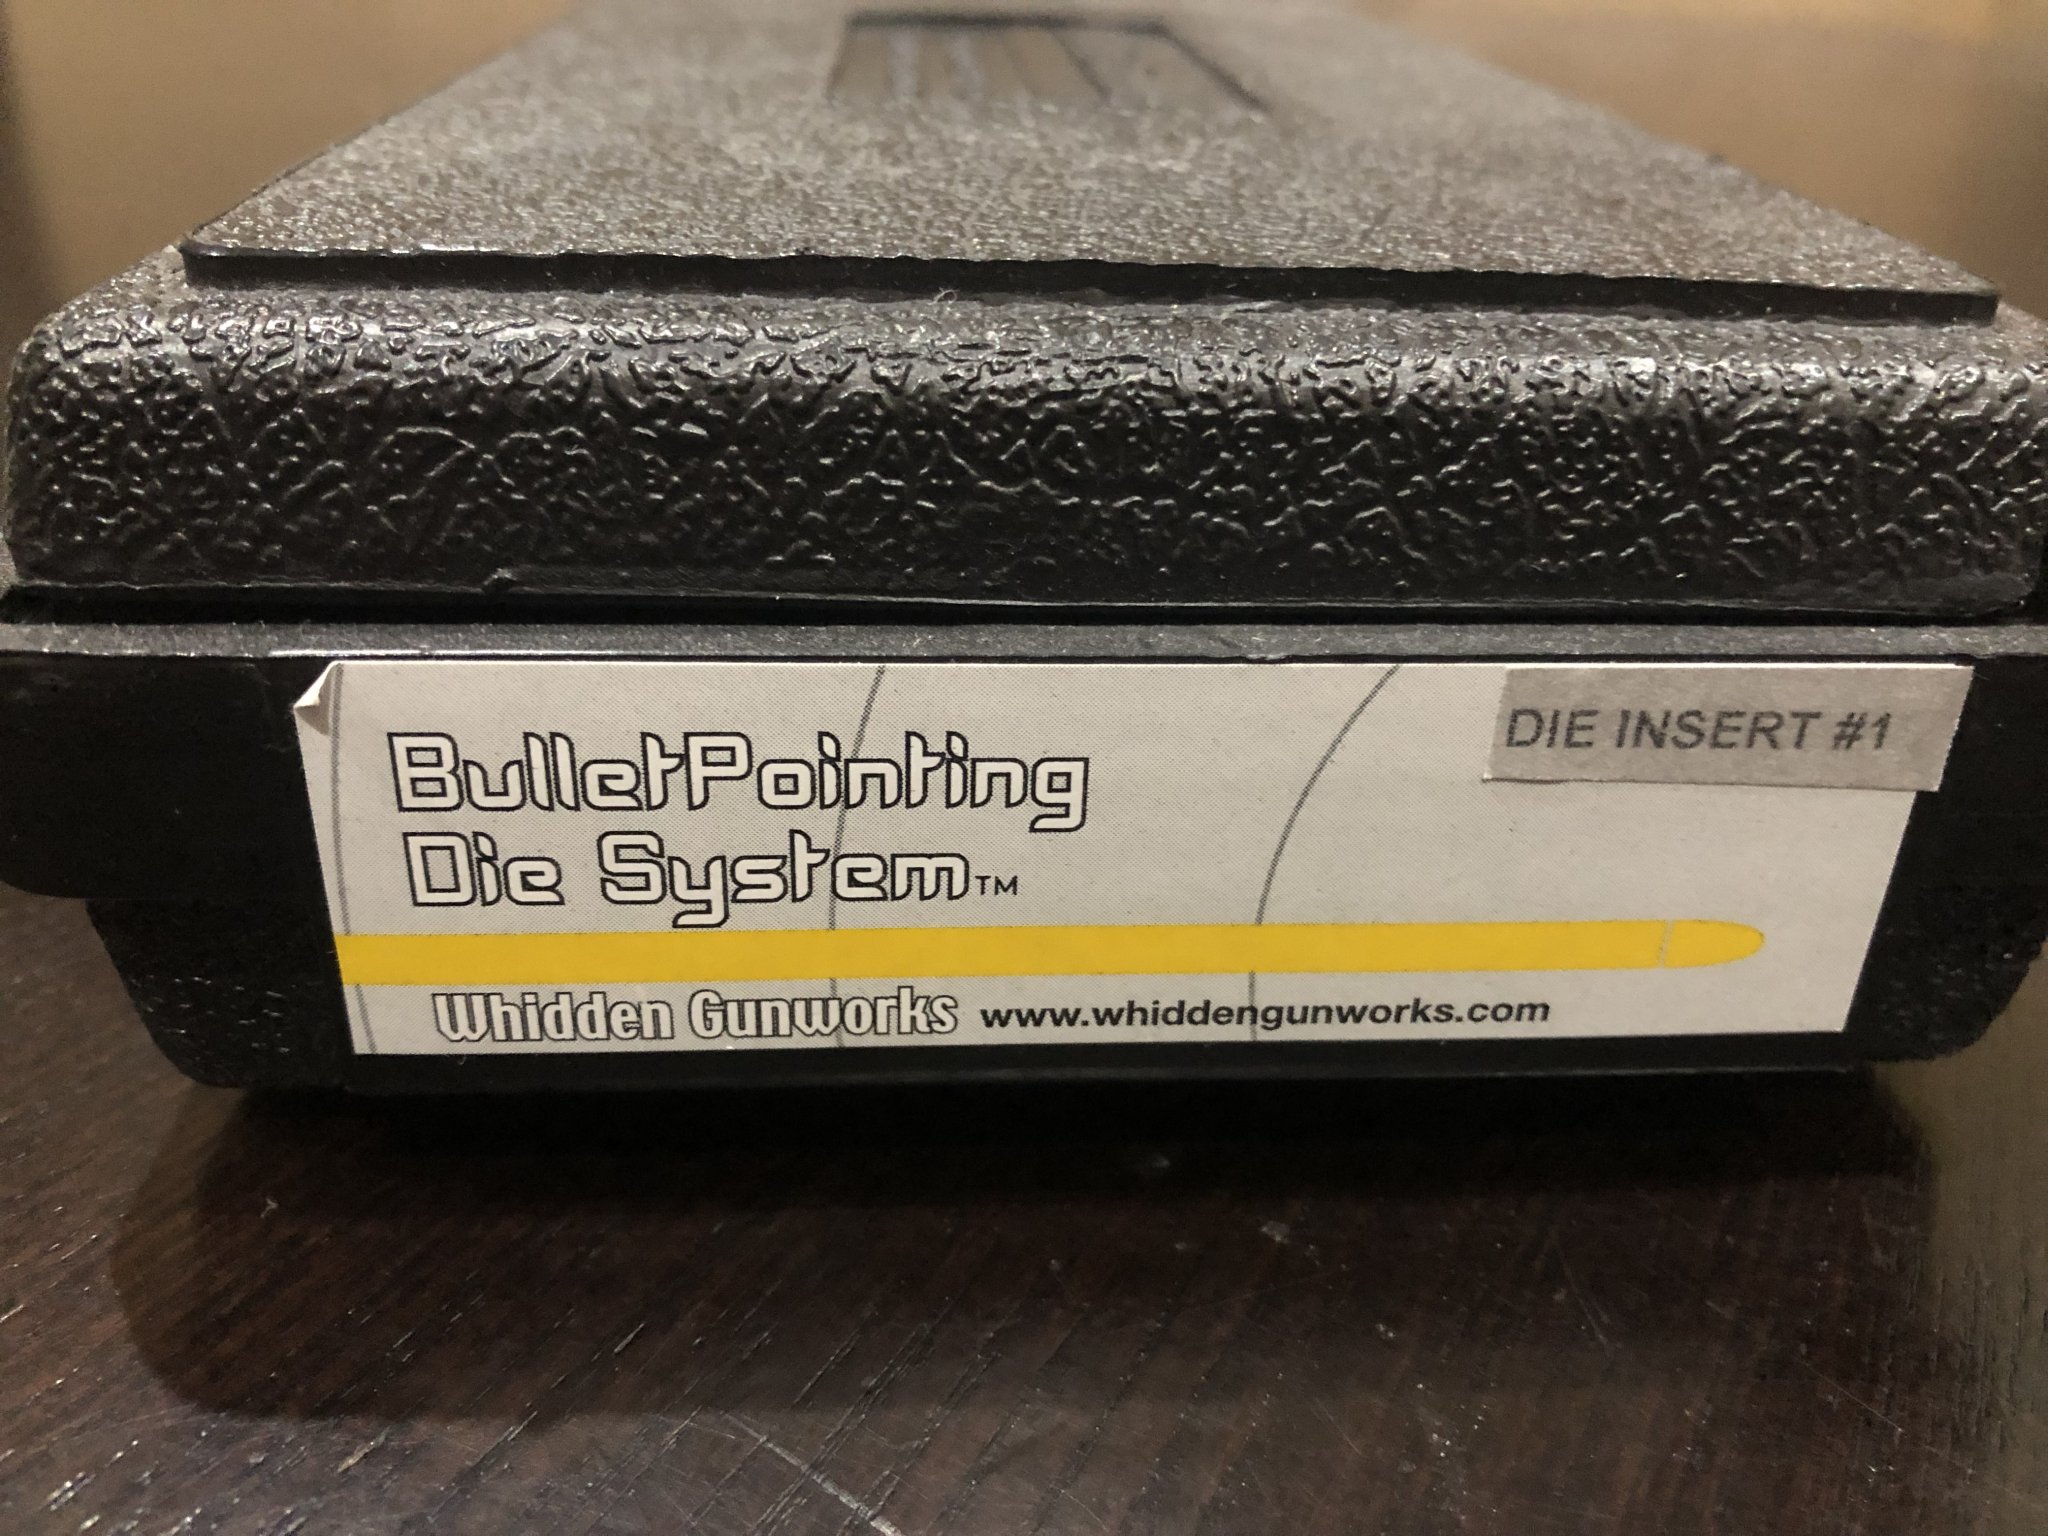 DIE INSERT #1
BulletPointing
Die System™
Whidden Gunworks www.whiddengunworks.com